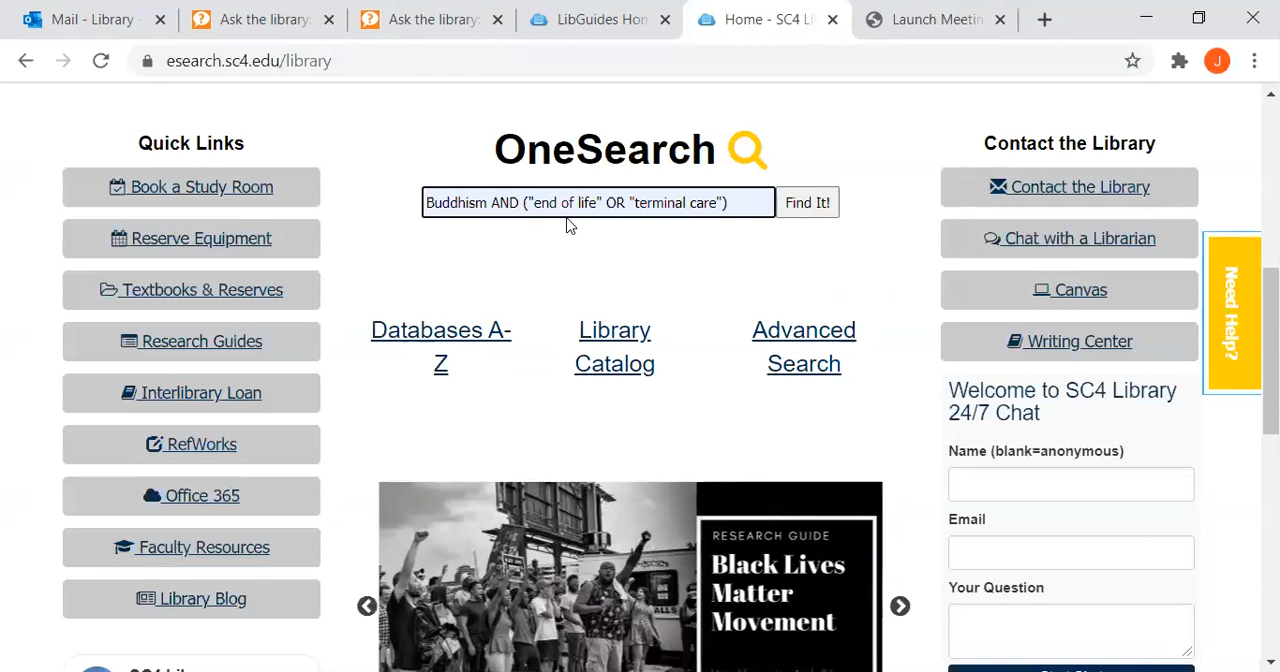 Mail - Library -
Ask the library:
Ask the library:
LibGuides Hom
Home - SC4 Li
Launch Meetin
esearch.sc4.edu/library
J
Quick Links
Book a Study Room
Reserve Equipment
Textbooks & Reserves
Research Guides
Interlibrary Loan
RefWorks
Office 365
Faculty Resources
Library Blog
OneSearch
Buddhism AND ("end of life" OR "terminal care")
Find It!
Databases A-
Z
Library
Catalog
Advanced
Search
RESEARCH GUIDE
Black Lives
Matter
Movement
Contact the Library
Contact the Library
Chat with a Librarian
Canvas
Writing Center
Welcome to SC4 Library
24/7 Chat
Name (blank=anonymous)
Email
Your Question
Need Help?